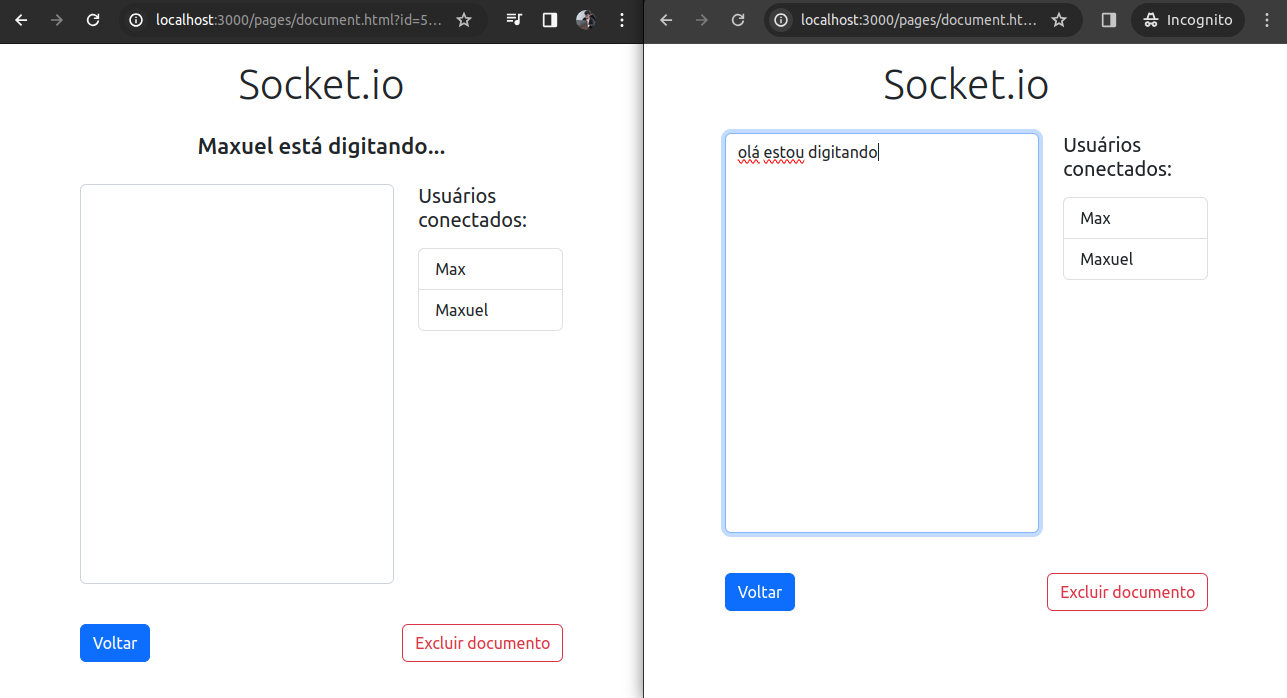 localhost:3000/pages/document.html?id=5...
Socket.io
Maxuel está digitando...
Usuários
conectados:
Max
Maxuel
Voltar
Excluir documento
localhost:3000/pages/document.ht...
Incognito
Socket.io
olá estou digitando
Usuários
conectados:
Max
Maxuel
Voltar
Excluir documento